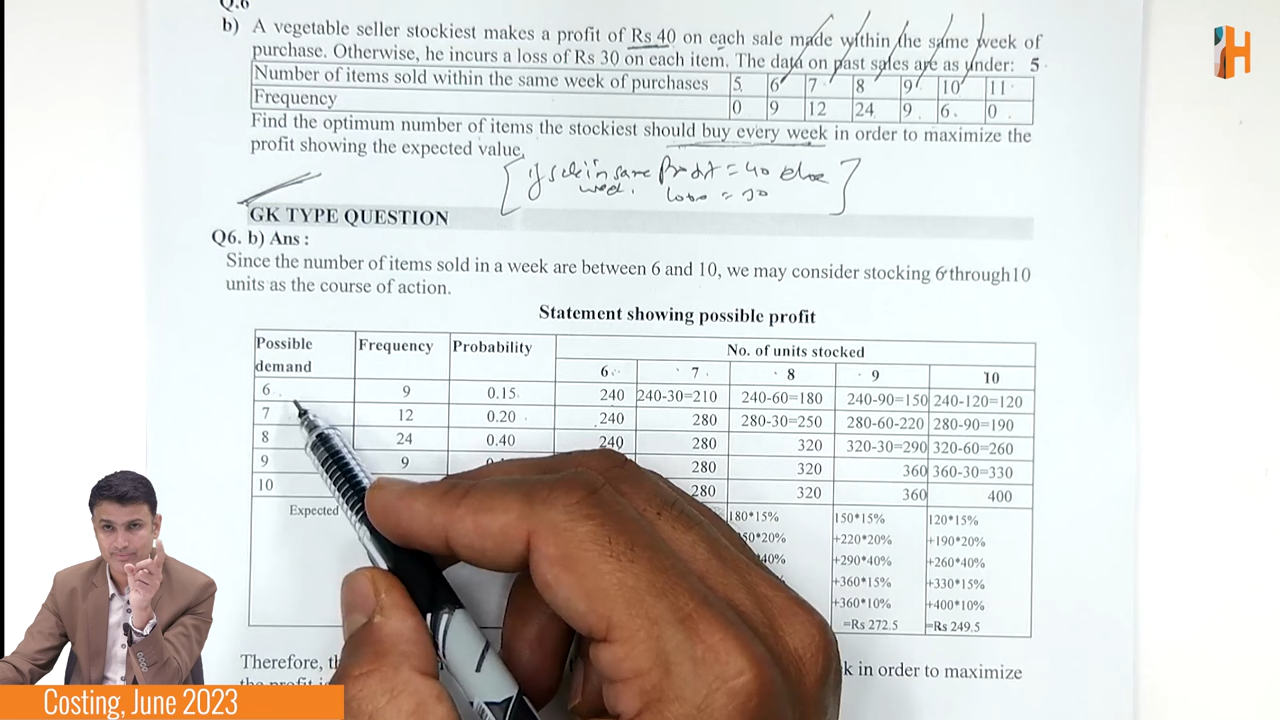 Q.6
b) A vegetable seller stockiest makes a profit of Rs 40 on each sale made within the same week of
purchase. Otherwise, he incurs a loss of Rs 30 on each item. The data on past sales are as under: 5
Number of items sold within the same week of purchases 5 6 7 8 9 10 11
Frequency 0 9 12 24 9 6 0
Find the optimum number of items the stockiest should buy every week in order to maximize the
profit showing the expected value.
Profit = 40 else
loss = 30
GK TYPE QUESTION
Q6. b) Ans :
Since the number of items sold in a week are between 6 and 10, we may consider stocking 6 through 10
units as the course of action.
Statement showing possible profit
Possible demand Frequency Probability No. of units stocked
6 7 8 9 10
6 9 0.15 240 240-30=210 240-60=180 240-90=150 240-120=120
7 12 0.20 240 280 280-30=250 280-60-220 280-90=190
8 24 0.40 240 280 320 320-30=290 320-60=260
9 9 280 320 360 360-30=330
10 280 320 360 400
Expected 180*15% 150*15% 120*15%
50*20% +220*20% +190*20%
40% +290*40% +260*40%
+360*15% +330*15%
+360*10% +400*10%
=Rs 272.5 =Rs 249.5
Therefore, in order to maximize
H
Costing, June 2023